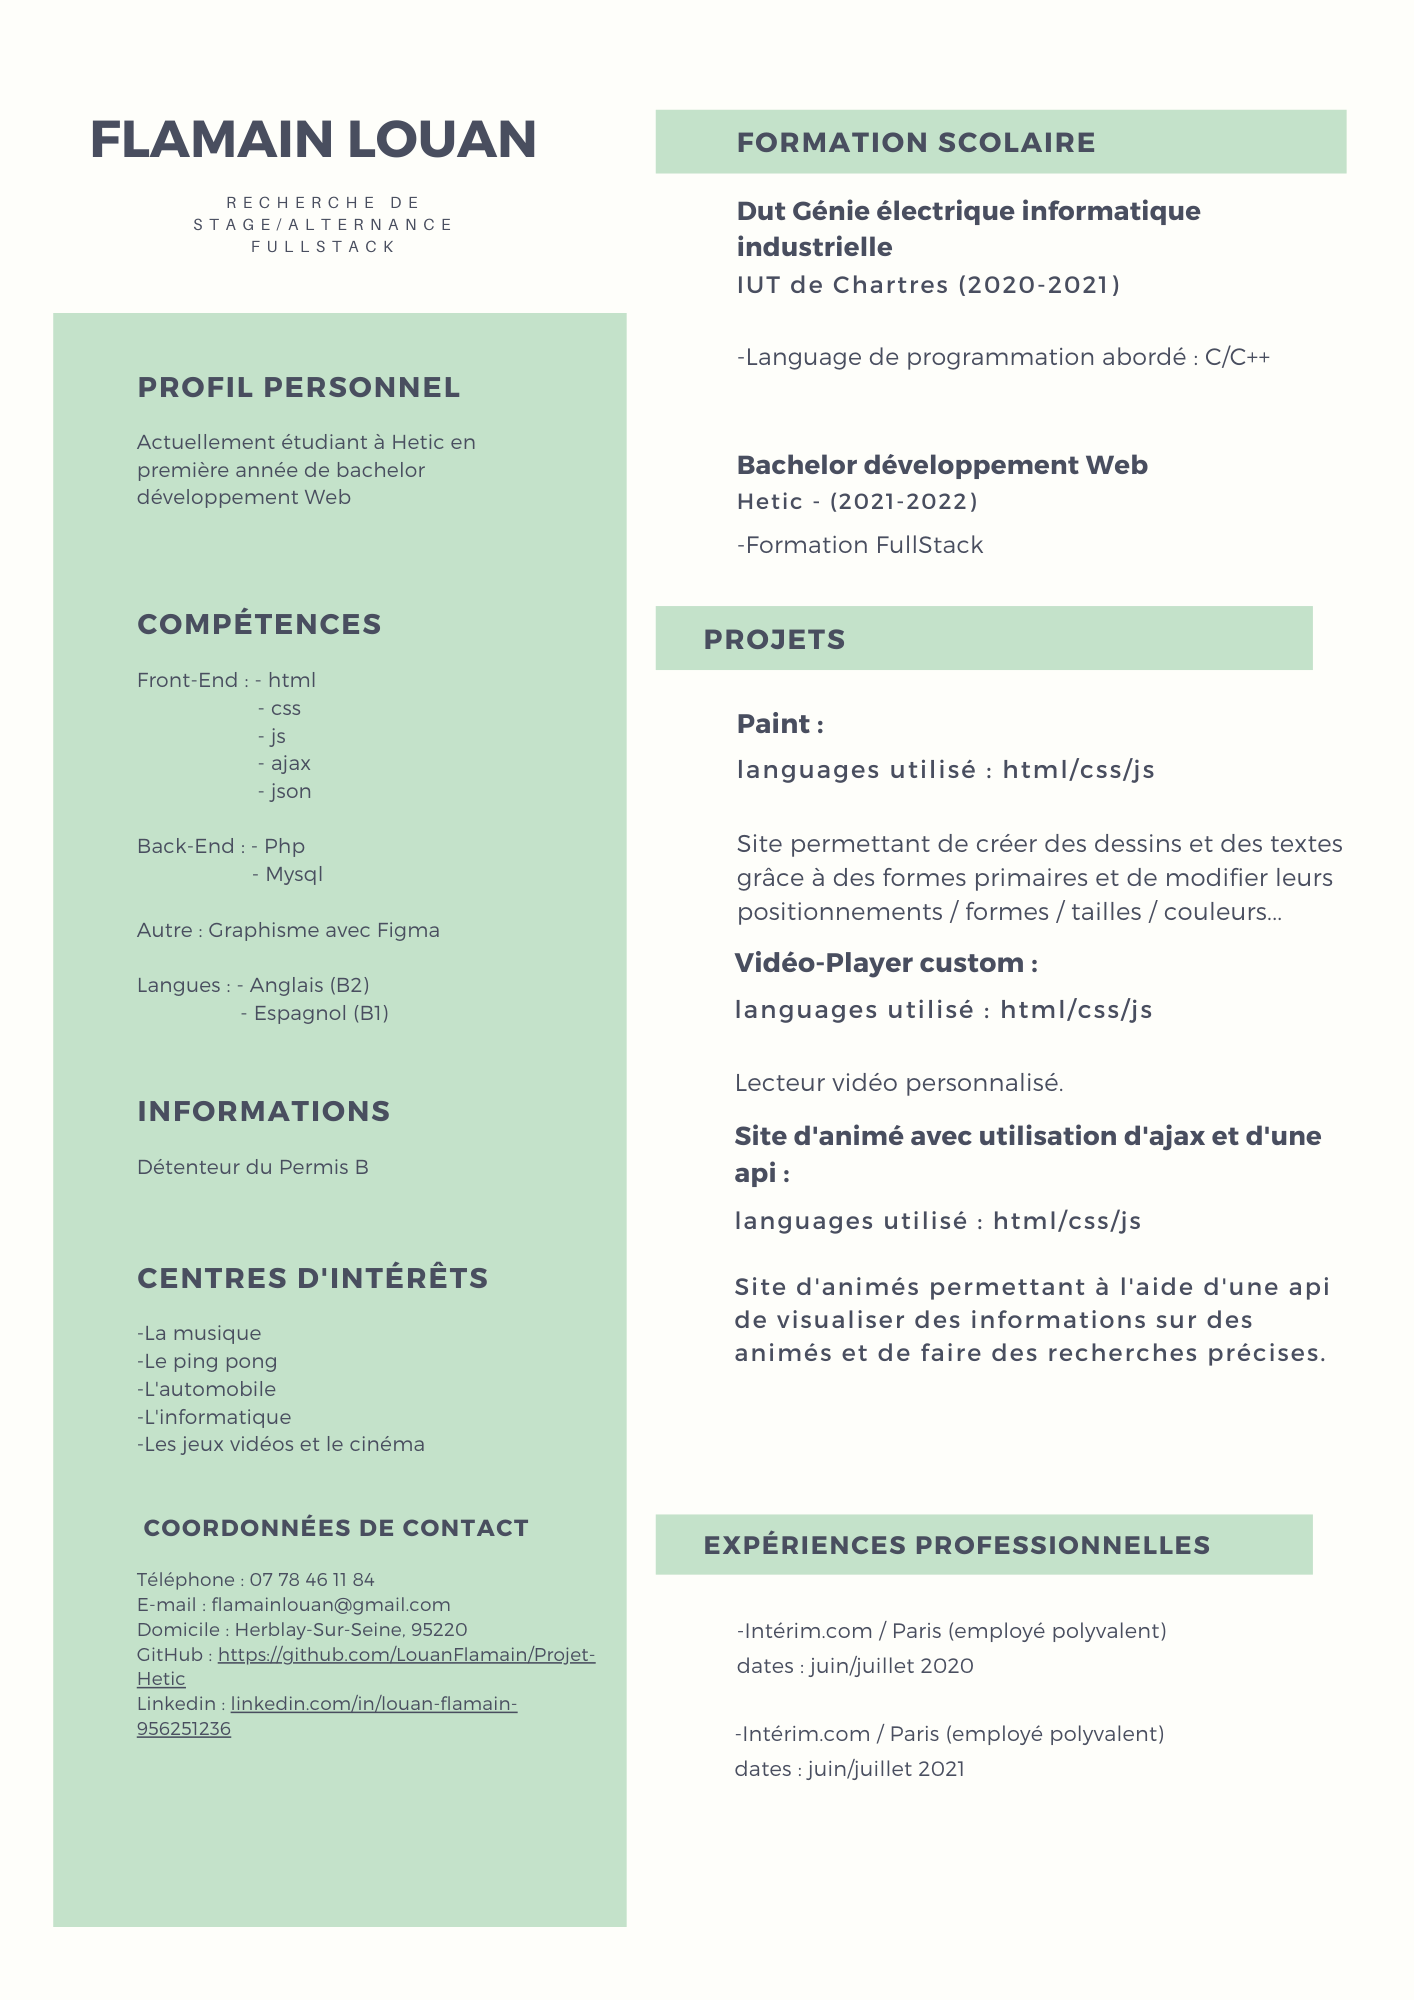 FLAMAIN LOUAN
RECHERCHE DE
STAGE/ALTERNANCE
FULLSTACK
PROFIL PERSONNEL
Actuellement étudiant à Hetic en
première année de bachelor
développement Web
COMPÉTENCES
Front-End : - html
- css
- js
- ajax
- json
Back-End : - Php
- Mysql
Autre : Graphisme avec Figma
Langues : - Anglais (B2)
- Espagnol (B1)
INFORMATIONS
Détenteur du Permis B
CENTRES D'INTÉRÊTS
-La musique
-Le ping pong
-L'automobile
-L'informatique
-Les jeux vidéos et le cinéma
COORDONNÉES DE CONTACT
Téléphone : 07 78 46 11 84
E-mail : flamainlouan@gmail.com
Domicile : Herblay-Sur-Seine, 95220
GitHub : https://github.com/LouanFlamain/Projet-
Hetic
Linkedin : linkedin.com/in/louan-flamain-
956251236
FORMATION SCOLAIRE
Dut Génie électrique informatique
industrielle
IUT de Chartres (2020-2021)
-Language de programmation abordé : C/C++
Bachelor développement Web
Hetic - (2021-2022)
-Formation FullStack
PROJETS
Paint :
languages utilisé : html/css/js
Site permettant de créer des dessins et des textes
grâce à des formes primaires et de modifier leurs
positionnements / formes / tailles / couleurs...
Vidéo-Player custom :
languages utilisé : html/css/js
Lecteur vidéo personnalisé.
Site d'animé avec utilisation d'ajax et d'une
api :
languages utilisé : html/css/js
Site d'animés permettant à l'aide d'une api
de visualiser des informations sur des
animés et de faire des recherches précises.
EXPÉRIENCES PROFESSIONNELLES
-Intérim.com / Paris (employé polyvalent)
dates : juin/juillet 2020
-Intérim.com / Paris (employé polyvalent)
dates : juin/juillet 2021